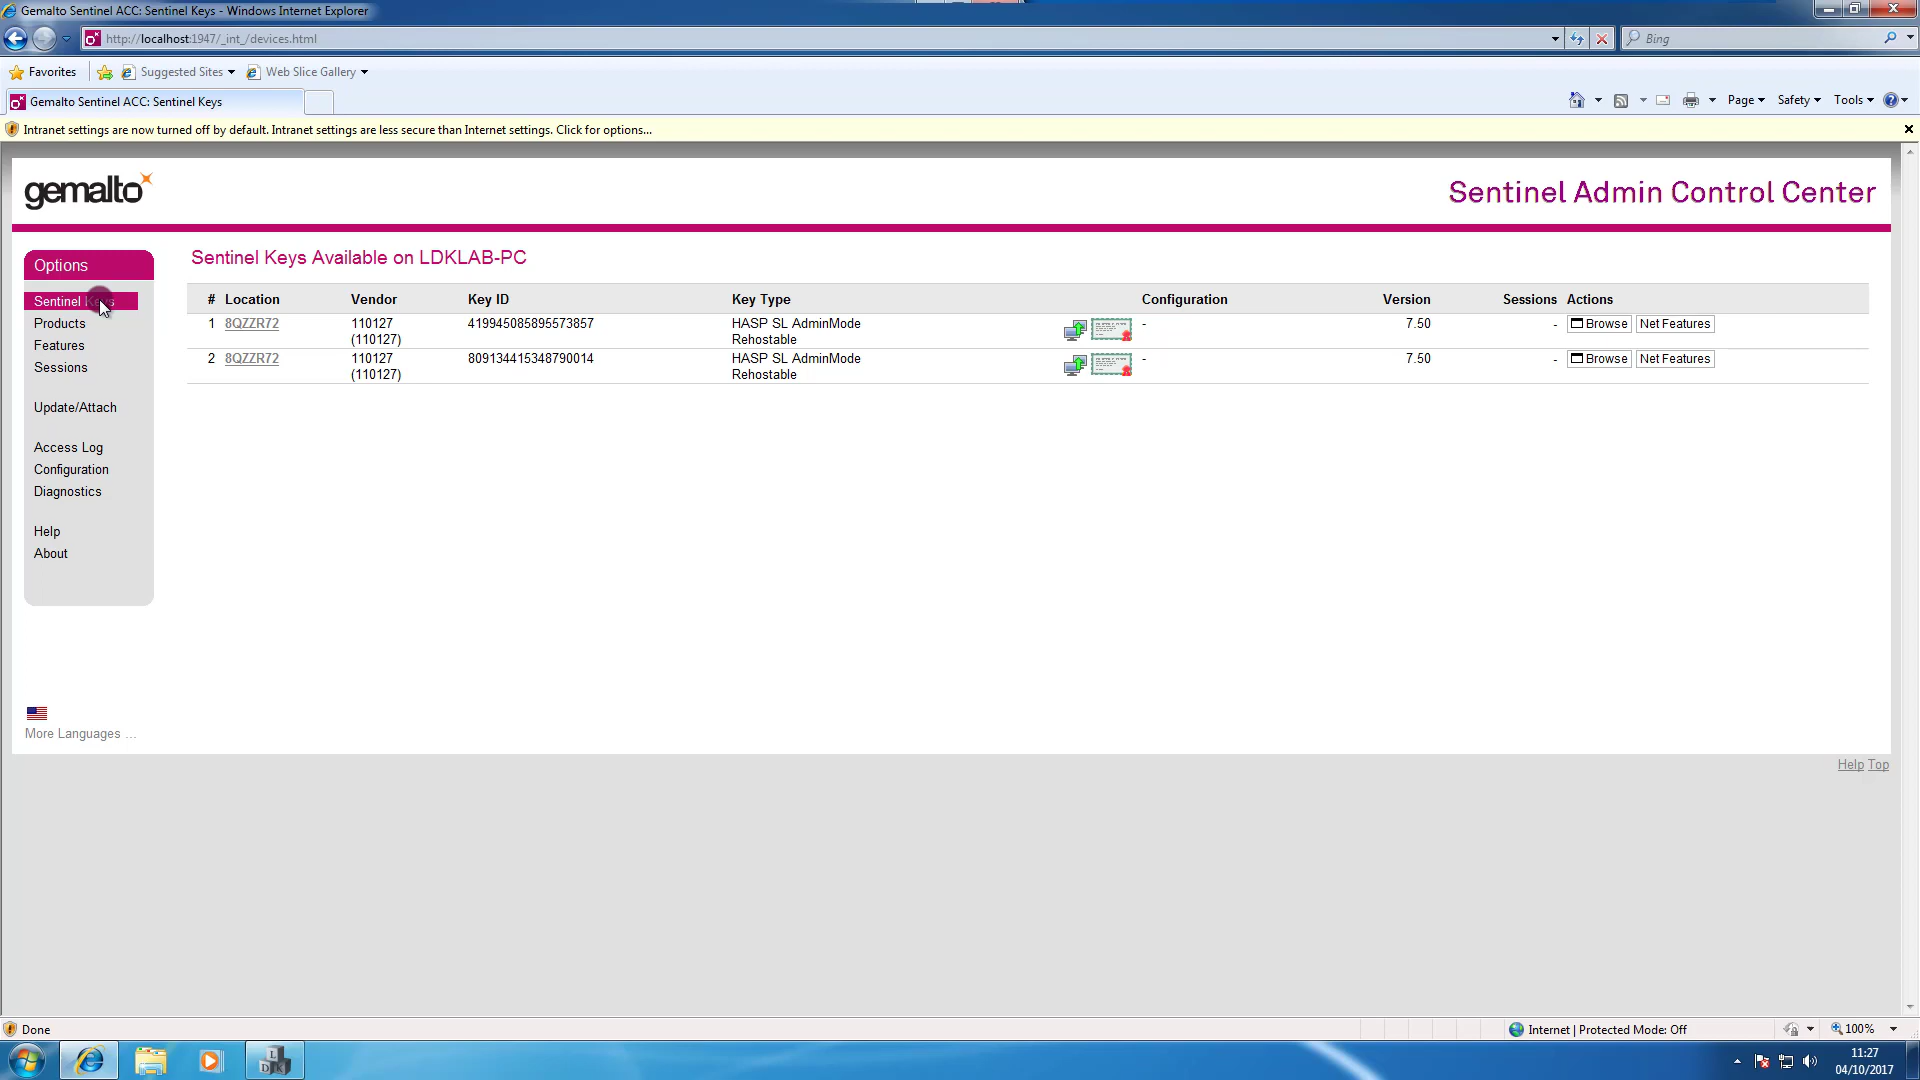 Gemalto Sentinel ACC: Sentinel Keys - Windows Internet Explorer
http://localhost:1947/_int_/devices.html
Bing
Favorites
Suggested Sites
Web Slice Gallery
Gemalto Sentinel ACC: Sentinel Keys
Page
Safety
Tools
Intranet settings are now turned off by default. Intranet settings are less secure than Internet settings. Click for options...
gemalto
Sentinel Admin Control Center
Options
Sentinel Keys
Products
Features
Sessions
Update/Attach
Access Log
Configuration
Diagnostics
Help
About
More Languages ...
Sentinel Keys Available on LDKLAB-PC
# Location Vendor Key ID Key Type Configuration Version Sessions Actions
1 8QZZR72 110127 419945085895573857 HASP SL AdminMode - 7.50 - Browse Net Features
(110127) Rehostable
2 8QZZR72 110127 809134415348790014 HASP SL AdminMode - 7.50 - Browse Net Features
(110127) Rehostable
Help Top
Done
Internet | Protected Mode: Off
100%
L
DK
11:27
04/10/2017